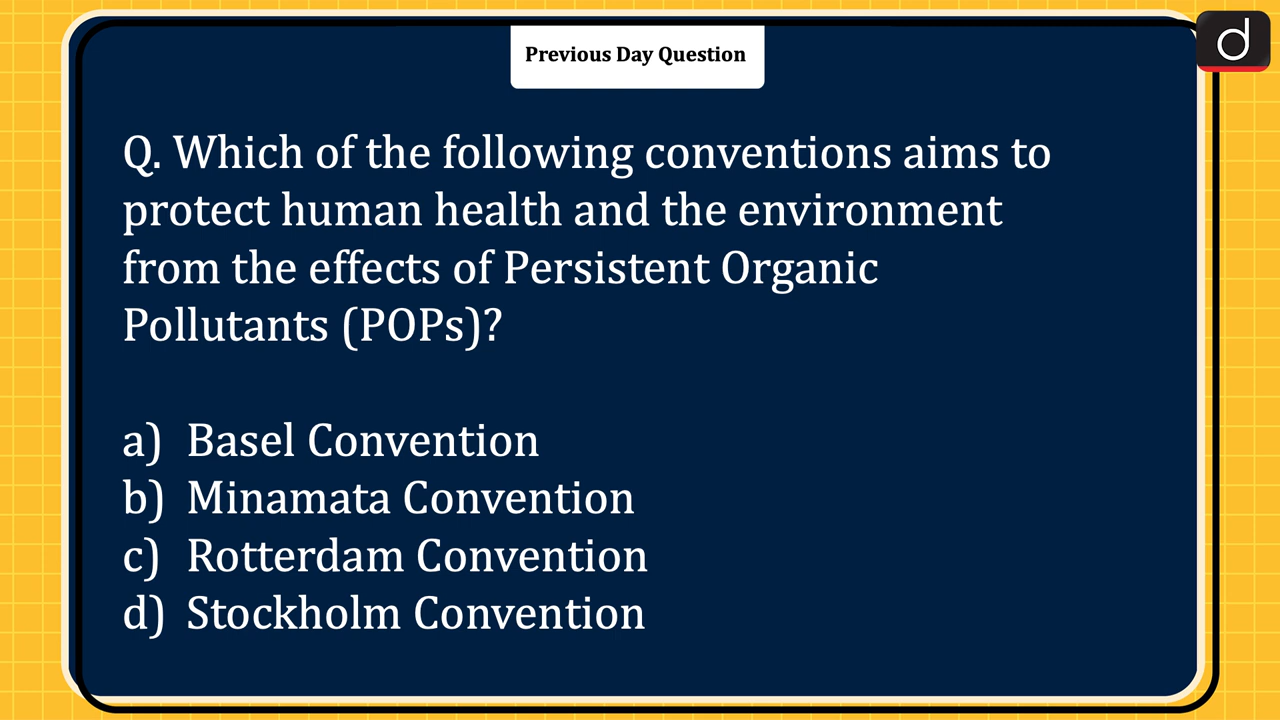 Previous Day Question
d
Q. Which of the following conventions aims to
protect human health and the environment
from the effects of Persistent Organic
Pollutants (POPs)?
a) Basel Convention
b) Minamata Convention
c) Rotterdam Convention
d) Stockholm Convention